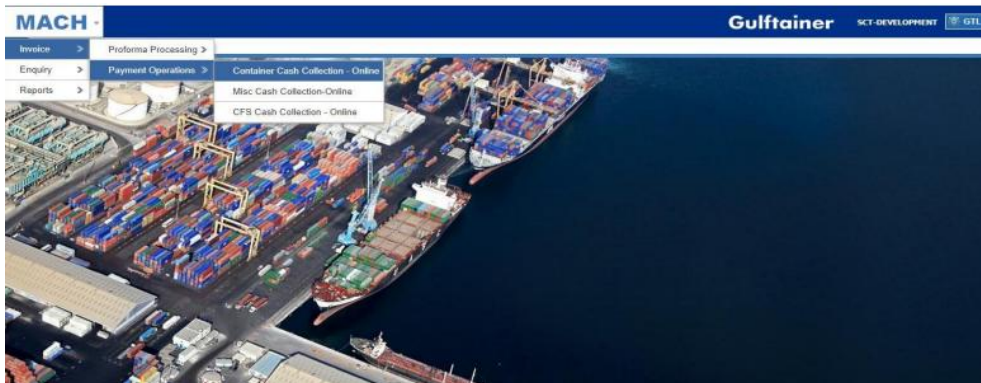 MACH
Gulftainer SCT-DEVELOPMENT GTL
Invoice >
Proforma Processing >
Enquiry >
Payment Operations >
Container Cash Collection - Online
Reports >
Misc Cash Collection-Online
CFS Cash Collection - Online